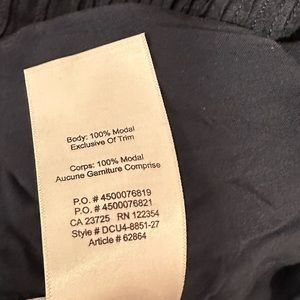 Body: 100% Modal
Exclusive Of Trim
Corps: 100% Modal
Aucune Garniture Comprise
P.O. # 4500076819
P.O. # 4500076821
CA 23725 RN 122354
Style # DCU4-8851-27
Article # 62864